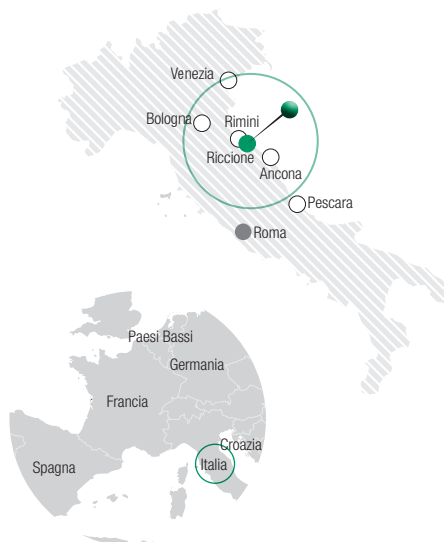 Venezia
Bologna
Rimini
Riccione
Ancona
Pescara
Roma
Paesi Bassi
Germania
Francia
Croazia
Italia
Spagna